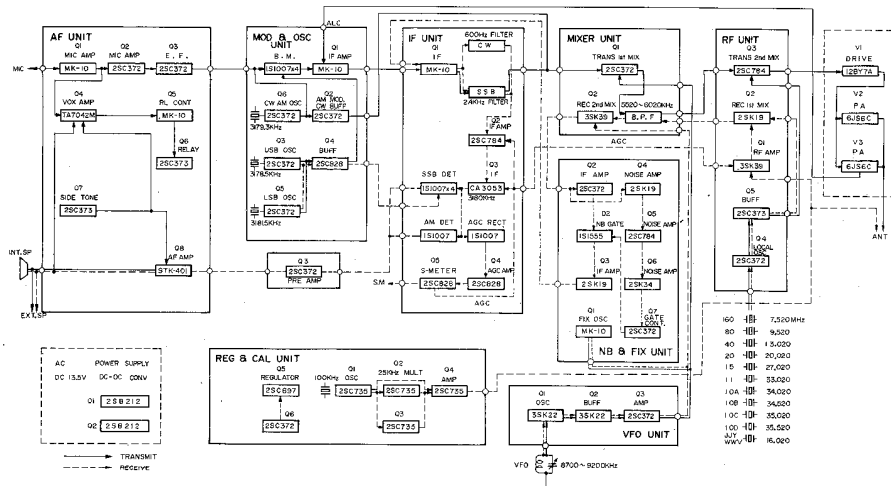 AF UNIT
Q1
MIC AMP
MK-10
Q2
MIC AMP
2SC372
Q3
E. F.
2SC372
MIC
Q4
VOX AMP
TA7042M
Q5
RL CONT
MK-10
Q6
RELAY
2SC373
Q7
SIDE TONE
2SC373
Q8
AF AMP
STK-401
INT.SP
EXT.SP
MOD & OSC UNIT
ALC
B. M.
1S1007x4
Q1
IF AMP
MK-10
Q6
CW AM OSC
2SC372
3179.3KHz
Q2
AM MOD.
CW BUFF
2SC372
Q3
USB OSC
2SC372
3178.5KHz
Q4
BUFF
2SC828
Q5
LSB OSC
2SC372
3181.5KHz
Q3
2SC372
PRE AMP
IF UNIT
600Hz FILTER
CW
Q1
IF
MK-10
SSB
2.4KHz FILTER
Q2
IF AMP
2SC784
SSB DET
1S1007x4
Q3
IF
CA3053
3180KHz
AM DET
1S1007
AGC RECT
1S1007
Q5
S-METER
2SC828
Q4
AGC AMP
2SC828
S.M
AGC
AGC
MIXER UNIT
Q1
TRANS 1st MIX
2SC372
Q2
REC 2nd MIX
3SK39
5520~6020KHz
B.P.F
Q2
IF AMP
2SC372
Q4
NOISE AMP
2SK19
D2
NB GATE
1S1555
Q5
NOISE AMP
2SC784
Q3
IF AMP
2SK19
Q6
NOISE AMP
2SK34
Q1
FIX OSC
MK-10
Q7
GATE CONT.
2SC372
NB & FIX UNIT
RF UNIT
Q3
TRANS 2nd MIX
2SC784
Q2
REC 1st MIX
2SK19
Q1
RF AMP
3SK39
Q5
BUFF
2SC373
Q4
LOCAL OSC
2SC372
V1
DRIVE
12BY7A
V2
PA
6JS6C
V3
PA
6JS6C
ANT
160 7,520MHz
80 9,520
40 13,020
20 20,020
15 27,020
11 33,020
10A 34,020
10B 34,520
10C 35,020
10D 35,520
JJY
WWV 16,020
AC POWER SUPPLY
DC 13.5V DC-DC CONV
Q1 2SB212
Q2 2SB212
TRANSMIT
RECEIVE
REG & CAL UNIT
Q5
REGULATOR
2SC697
Q6
2SC372
Q1
100KHz OSC
2SC735
Q2
25KHz MULT
2SC735
Q3
2SC735
Q4
AMP
2SC735
Q1
OSC
3SK22
Q2
BUFF
3SK22
Q3
AMP
2SC372
VFO UNIT
VFO
8700~9200KHz